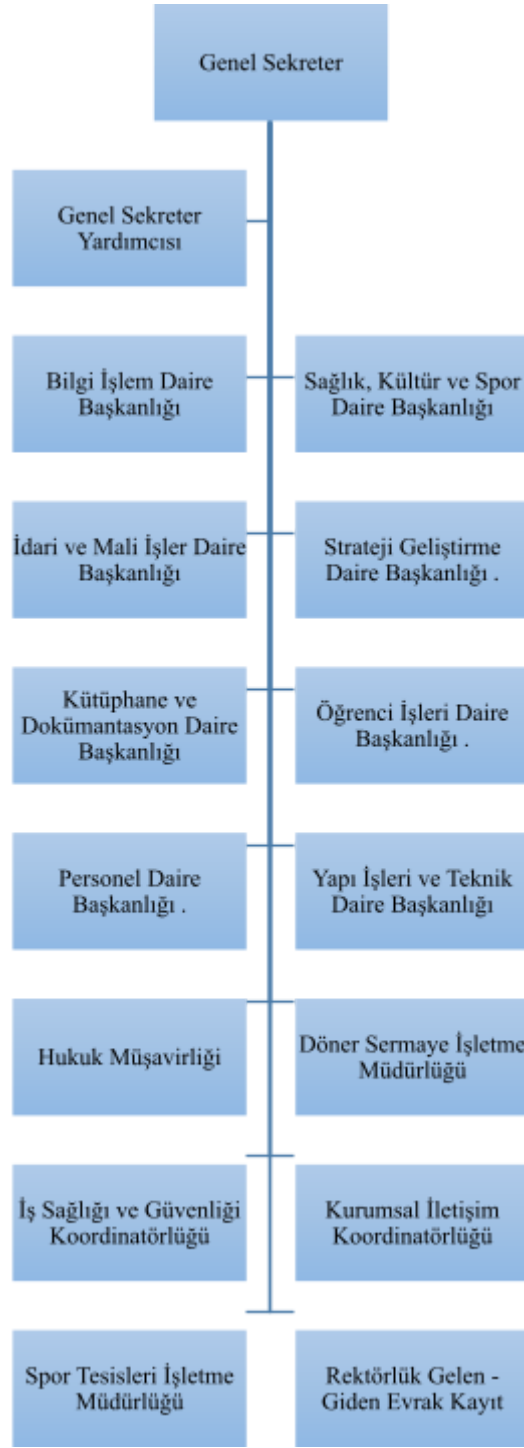 Genel Sekreter
Genel Sekreter
Yardımcısı
Bilgi İşlem Daire
Başkanlığı
Sağlık, Kültür ve Spor
Daire Başkanlığı
İdari ve Mali İşler Daire
Başkanlığı
Strateji Geliştirme
Daire Başkanlığı .
Kütüphane ve
Dokümantasyon Daire
Başkanlığı
Öğrenci İşleri Daire
Başkanlığı .
Personel Daire
Başkanlığı .
Yapı İşleri ve Teknik
Daire Başkanlığı
Hukuk Müşavirliği
Döner Sermaye İşletme
Müdürlüğü
İş Sağlığı ve Güvenliği
Koordinatörlüğü
Kurumsal İletişim
Koordinatörlüğü
Spor Tesisleri İşletme
Müdürlüğü
Rektörlük Gelen -
Giden Evrak Kayıt